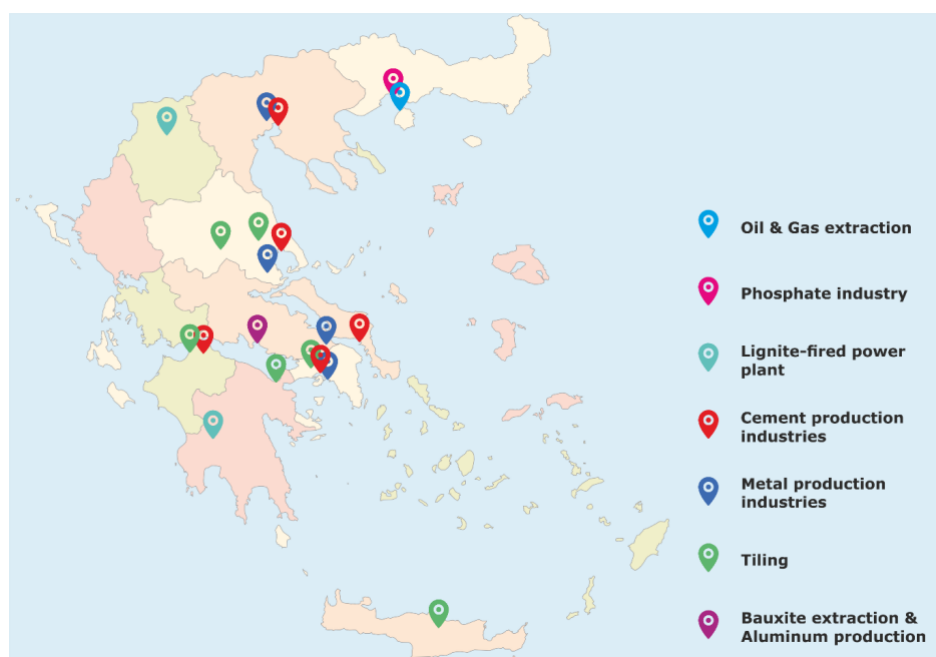 Oil & Gas extraction
Phosphate industry
Lignite-fired power
plant
Cement production
industries
Metal production
industries
Tiling
Bauxite extraction &
Aluminum production